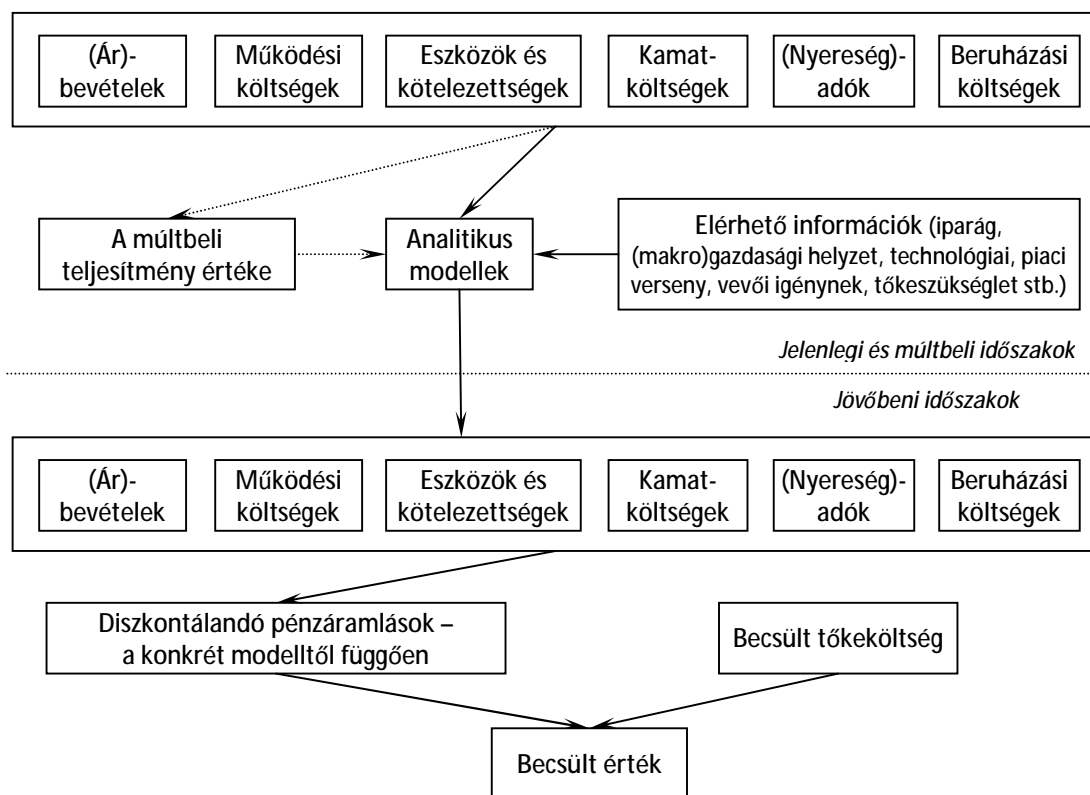 (Ár)-
bevételek
Működési
költségek
Eszközök és
kötelezettségek
Kamat-
költségek
(Nyereség)-
adók
Beruházási
költségek
A múltbeli
teljesítmény értéke
Analitikus
modellek
Elérhető információk (iparág,
(makro)gazdasági helyzet, technológiai, piaci
verseny, vevői igénynek, tőkeszükséglet stb.)
Jelenlegi és múltbeli időszakok
Jövőbeni időszakok
(Ár)-
bevételek
Működési
költségek
Eszközök és
kötelezettségek
Kamat-
költségek
(Nyereség)-
adók
Beruházási
költségek
Diszkontálandó pénzáramlások –
a konkrét modelltől függően
Becsült tőkeköltség
Becsült érték